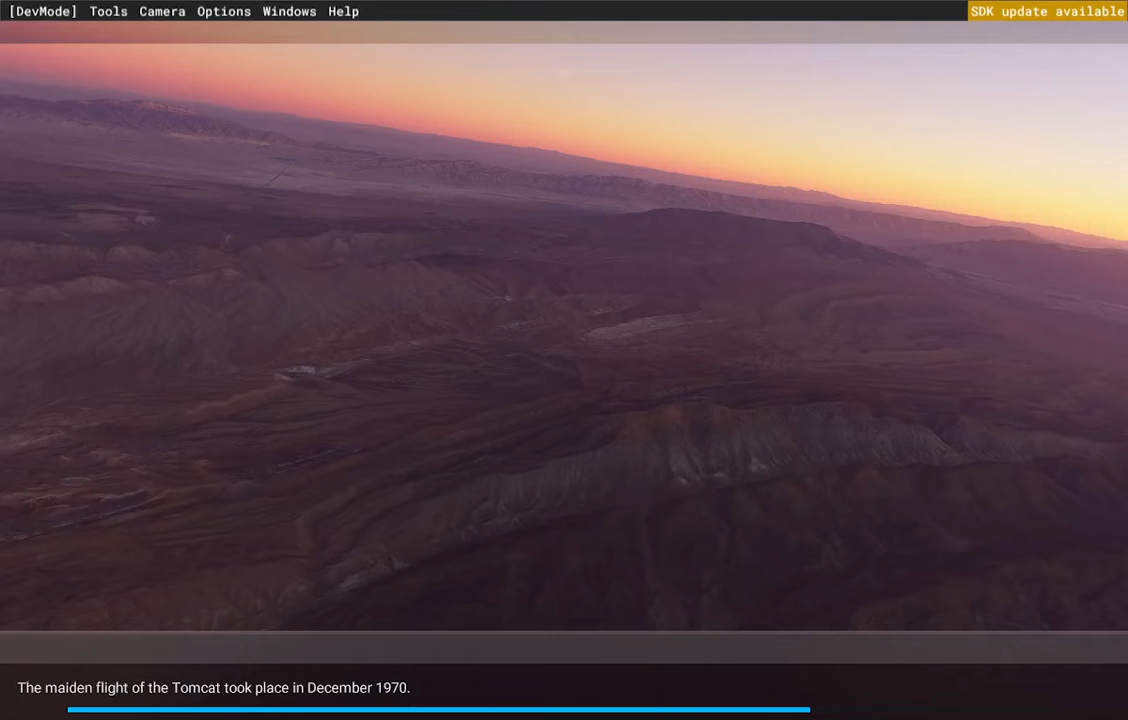 [DevMode] Tools Camera Options Windows Help SDK update available
The maiden flight of the Tomcat took place in December 1970.